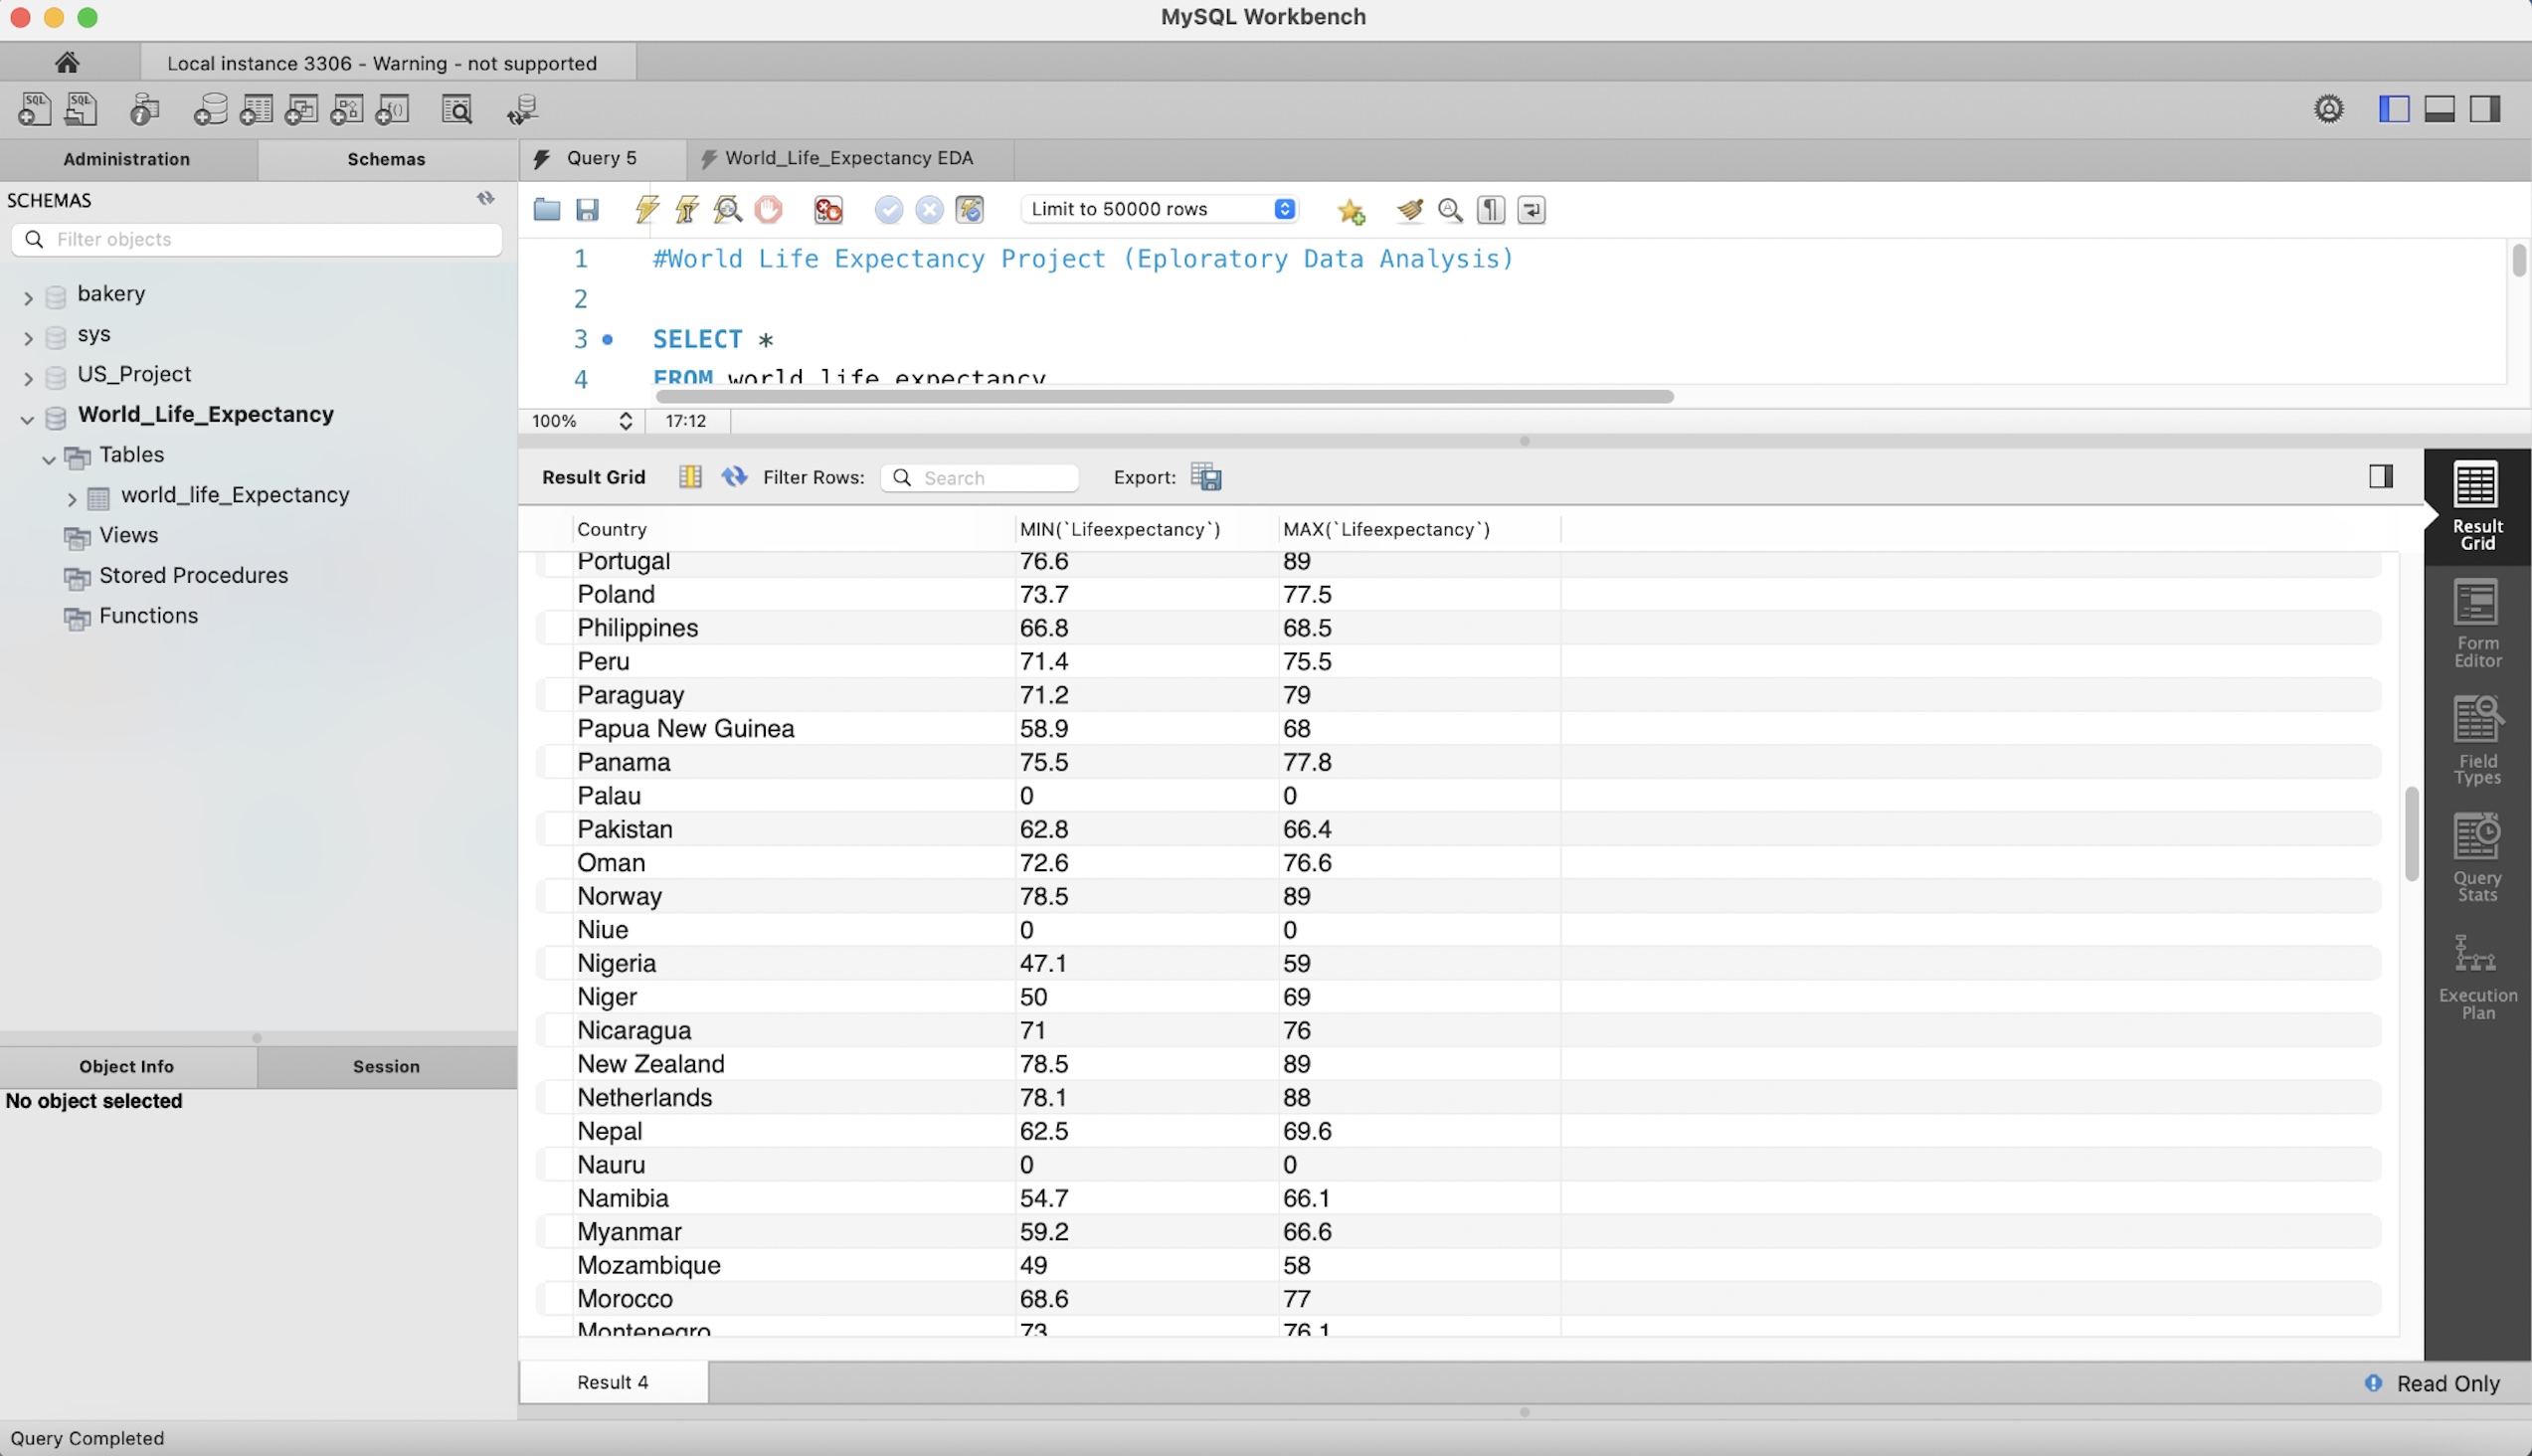 MySQL Workbench
Local instance 3306 - Warning - not supported
Administration
Schemas
Query 5
World_Life_Expectancy EDA
SCHEMAS
Filter objects
bakery
sys
US_Project
World_Life_Expectancy
Tables
world_life_Expectancy
Views
Stored Procedures
Functions
Object Info
Session
No object selected
Limit to 50000 rows
1 #World Life Expectancy Project (Eploratory Data Analysis)
2
3 SELECT *
4 FROM world_life_expectancy
100% 17:12
Result Grid Filter Rows: Search Export:
Country MIN(`Lifeexpectancy`) MAX(`Lifeexpectancy`)
Portugal 76.6 89
Poland 73.7 77.5
Philippines 66.8 68.5
Peru 71.4 75.5
Paraguay 71.2 79
Papua New Guinea 58.9 68
Panama 75.5 77.8
Palau 0 0
Pakistan 62.8 66.4
Oman 72.6 76.6
Norway 78.5 89
Niue 0 0
Nigeria 47.1 59
Niger 50 69
Nicaragua 71 76
New Zealand 78.5 89
Netherlands 78.1 88
Nepal 62.5 69.6
Nauru 0 0
Namibia 54.7 66.1
Myanmar 59.2 66.6
Mozambique 49 58
Morocco 68.6 77
Montenegro 73 76.1
Result
Grid
Form
Editor
Field
Types
Query
Stats
Execution
Plan
Result 4
Read Only
Query Completed